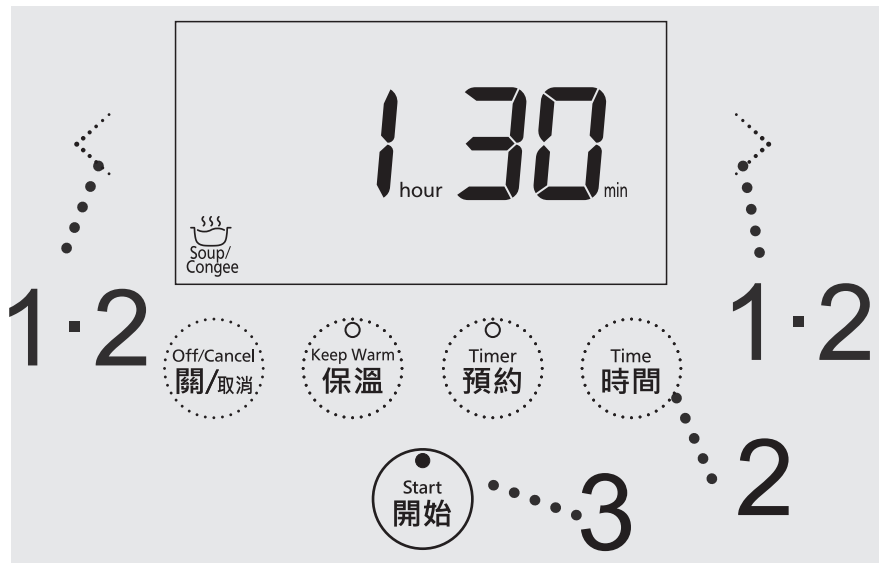 1 hour 30 min
Soup/
Congee
1·2
1·2
Off/Cancel
關/取消
Keep Warm
保溫
Timer
預約
Time
時間
2
Start
開始
3